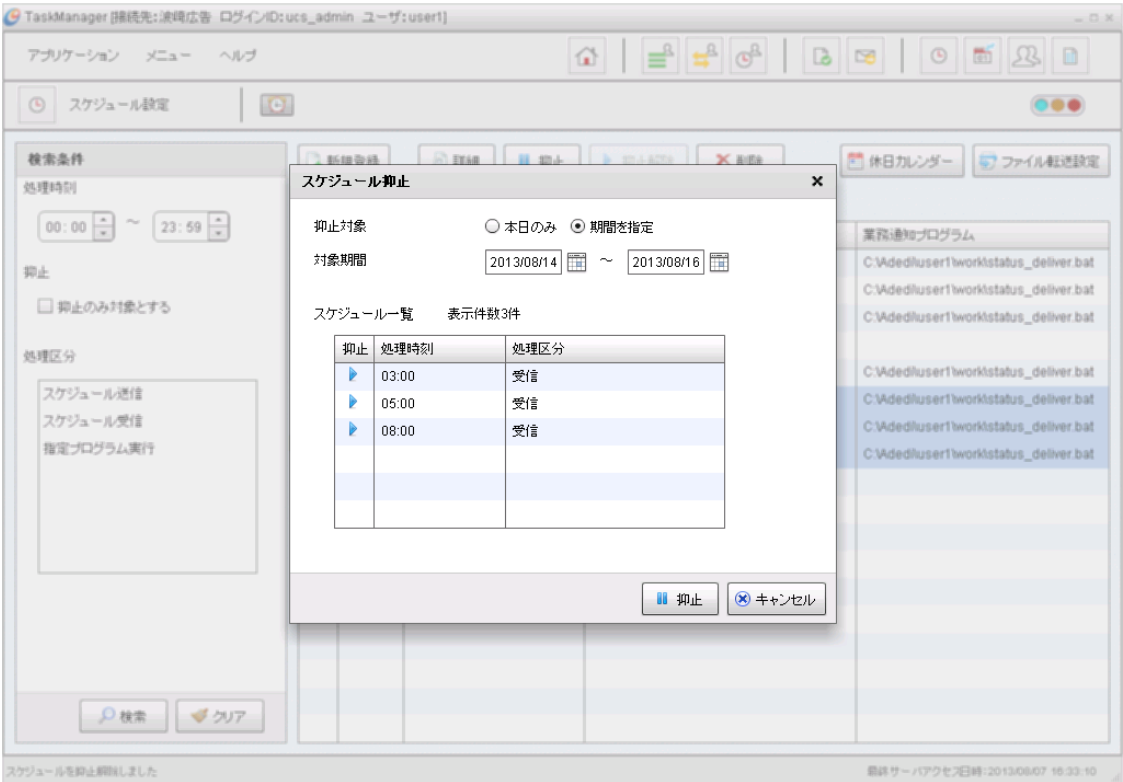 TaskManager [接続先:波崎広告 ログインID:ucs_admin ユーザ:user1]
アプリケーション メニュー ヘルプ
スケジュール設定
検索条件
処理時刻
00:00 ～ 23:59
抑止
抑止のみ対象とする
処理区分
スケジュール送信
スケジュール受信
指定プログラム実行
検索 クリア
新規登録 詳細 抑止 抑止解除 削除 休日カレンダー ファイル転送設定
業務通知プログラム
C:\Adedi\user1\work\status_deliver.bat
C:\Adedi\user1\work\status_deliver.bat
C:\Adedi\user1\work\status_deliver.bat
C:\Adedi\user1\work\status_deliver.bat
C:\Adedi\user1\work\status_deliver.bat
C:\Adedi\user1\work\status_deliver.bat
C:\Adedi\user1\work\status_deliver.bat
スケジュール抑止
抑止対象 本日のみ 期間を指定
対象期間 2013/08/14 ～ 2013/08/16
スケジュール一覧 表示件数3件
抑止 処理時刻 処理区分
03:00 受信
05:00 受信
08:00 受信
抑止 キャンセル
スケジュールを抑止解除しました 最終サーバアクセス日時:2013/08/07 16:33:10